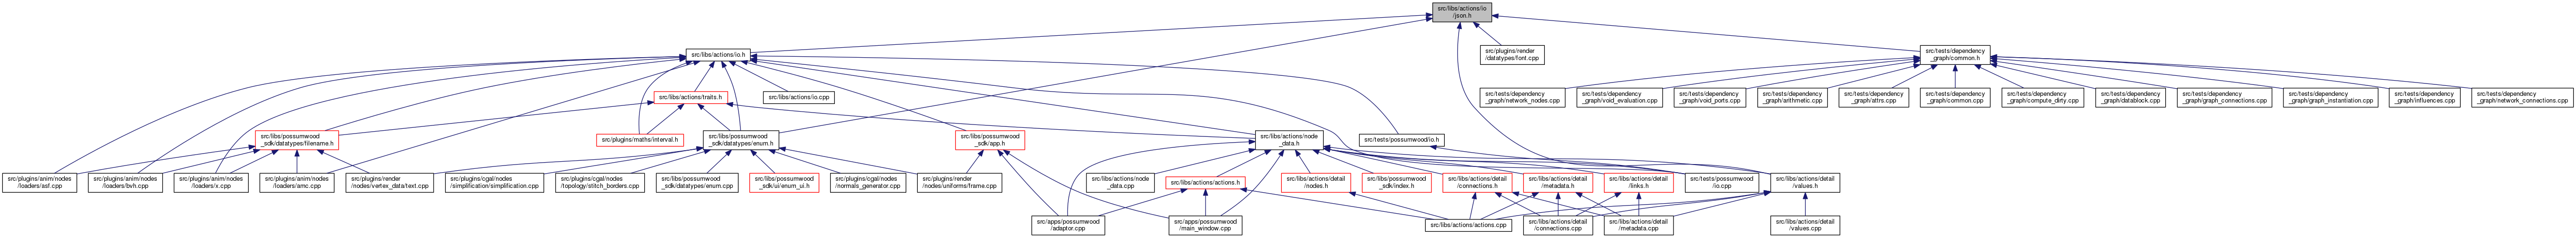 src/libs/actions/io
/json.h
src/libs/actions/io.h
src/plugins/render
/datatypes/font.cpp
src/tests/dependency
_graph/common.h
src/libs/actions/traits.h
src/libs/actions/io.cpp
src/tests/dependency
_graph/network_nodes.cpp
src/tests/dependency
_graph/void_evaluation.cpp
src/tests/dependency
_graph/void_ports.cpp
src/tests/dependency
_graph/arithmetic.cpp
src/tests/dependency
_graph/attrs.cpp
src/tests/dependency
_graph/common.cpp
src/tests/dependency
_graph/compute_dirty.cpp
src/tests/dependency
_graph/datablock.cpp
src/tests/dependency
_graph/graph_connections.cpp
src/tests/dependency
_graph/graph_instantiation.cpp
src/tests/dependency
_graph/influences.cpp
src/tests/dependency
_graph/network_connections.cpp
src/libs/possumwood
_sdk/datatypes/filename.h
src/plugins/maths/interval.h
src/libs/possumwood
_sdk/datatypes/enum.h
src/libs/possumwood
_sdk/app.h
src/libs/actions/node
_data.h
src/tests/possumwood/io.h
src/plugins/anim/nodes
/loaders/asf.cpp
src/plugins/anim/nodes
/loaders/bvh.cpp
src/plugins/anim/nodes
/loaders/x.cpp
src/plugins/anim/nodes
/loaders/amc.cpp
src/plugins/render
/nodes/vertex_data/text.cpp
src/plugins/cgal/nodes
/simplification/simplification.cpp
src/plugins/cgal/nodes
/topology/stitch_borders.cpp
src/libs/possumwood
_sdk/datatypes/enum.cpp
src/libs/possumwood
_sdk/ui/enum_ui.h
src/plugins/cgal/nodes
/normals_generator.cpp
src/plugins/render
/nodes/uniforms/frame.cpp
src/libs/actions/node
_data.cpp
src/libs/actions/actions.h
src/libs/actions/detail
/nodes.h
src/libs/possumwood
_sdk/index.h
src/libs/actions/detail
/connections.h
src/libs/actions/detail
/metadata.h
src/libs/actions/detail
/links.h
src/tests/possumwood
/io.cpp
src/libs/actions/detail
/values.h
src/apps/possumwood
/adaptor.cpp
src/apps/possumwood
/main_window.cpp
src/libs/actions/actions.cpp
src/libs/actions/detail
/connections.cpp
src/libs/actions/detail
/metadata.cpp
src/libs/actions/detail
/values.cpp